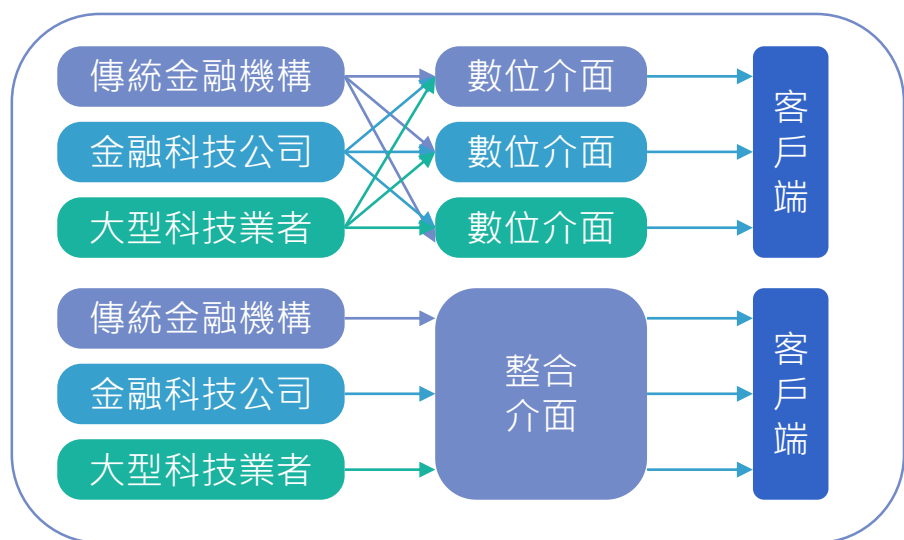 傳統金融機構
數位介面
金融科技公司
數位介面
大型科技業者
數位介面
客戶端
傳統金融機構
金融科技公司
大型科技業者
整合
介面
客戶端